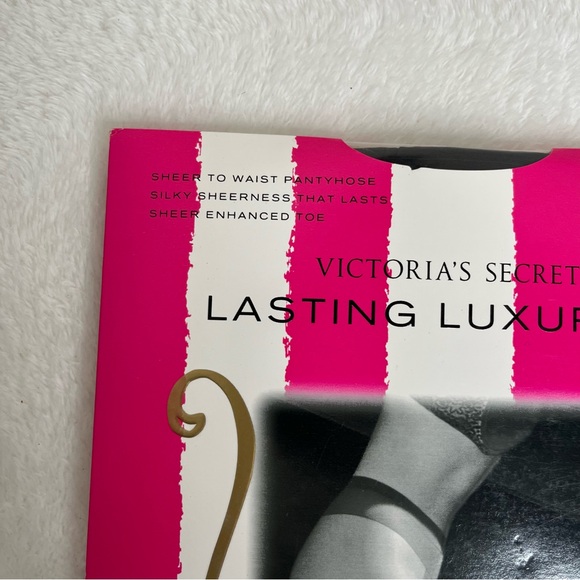 SHEER TO WAIST PANTYHOSE
SILKY SHEERNESS THAT LASTS
SHEER ENHANCED TOE
VICTORIA'S SECRET
LASTING LUXUR